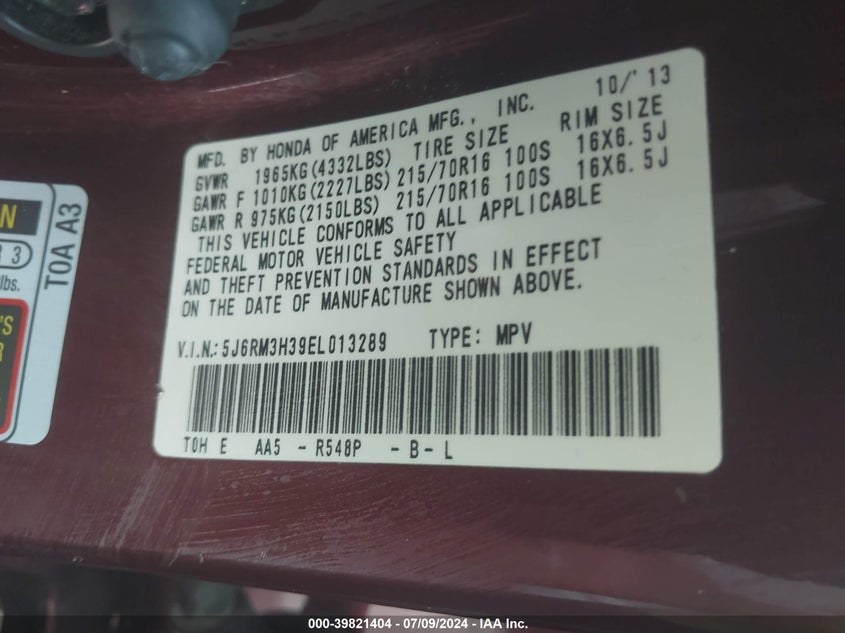 MFD. BY HONDA OF AMERICA MFG., INC. 10/'13
GVWR 1965KG(4332LBS) TIRE SIZE RIM SIZE
GAWR F 1010KG(2227LBS) 215/70R16 100S 16X6.5J
GAWR R 975KG(2150LBS) 215/70R16 100S 16X6.5J
THIS VEHICLE CONFORMS TO ALL APPLICABLE
FEDERAL MOTOR VEHICLE SAFETY
AND THEFT PREVENTION STANDARDS IN EFFECT
ON THE DATE OF MANUFACTURE SHOWN ABOVE.
V.I.N.: 5J6RM3H39EL013289 TYPE: MPV
T0H E AA5 - R548P - B - L
N
3
lbs.
'S
R
T0A A3
000-39821404 - 07/09/2024 - IAA Inc.